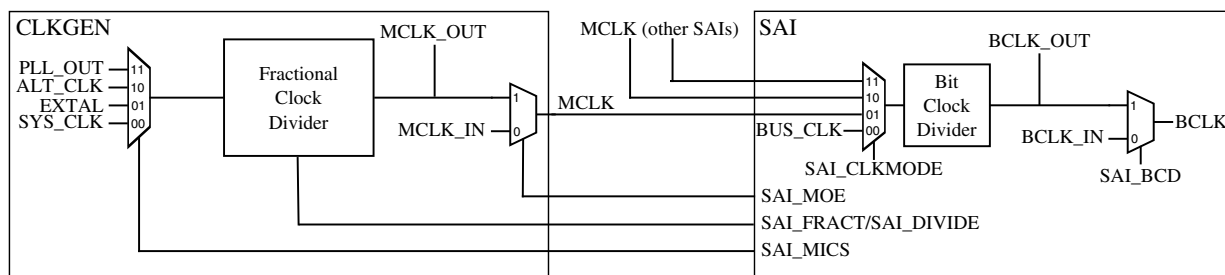 CLKGEN
PLL_OUT
ALT_CLK
EXTAL
SYS_CLK
11
10
01
00
Fractional
Clock
Divider
MCLK_OUT
MCLK_IN
1
0
MCLK
MCLK (other SAIs)
SAI
BUS_CLK
11
10
01
00
SAI_CLKMODE
Bit
Clock
Divider
BCLK_OUT
BCLK_IN
1
0
BCLK
SAI_BCD
SAI_MOE
SAI_FRACT/SAI_DIVIDE
SAI_MICS